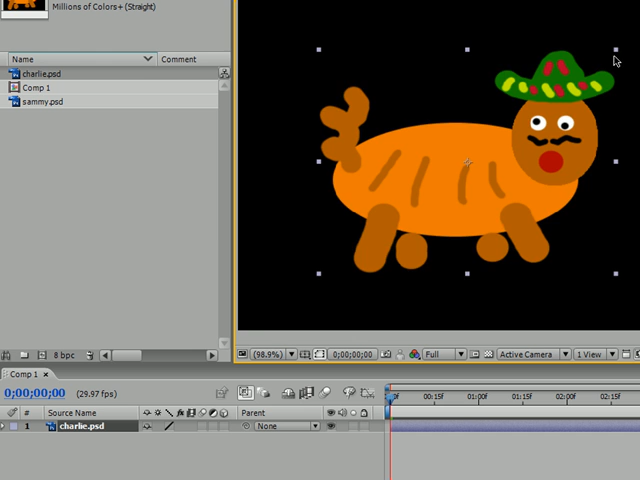 Millions of Colors+ (Straight)
Name Comment
charlie.psd
Comp 1
sammy.psd
8 bpc
(98.9%) 0;00;00;00 Full Active Camera 1 View
Comp 1 ×
0;00;00;00 (29.97 fps)
# Source Name Parent
00:15f 01:00f 01:15f 02:00f 02:15f
1 charlie.psd None